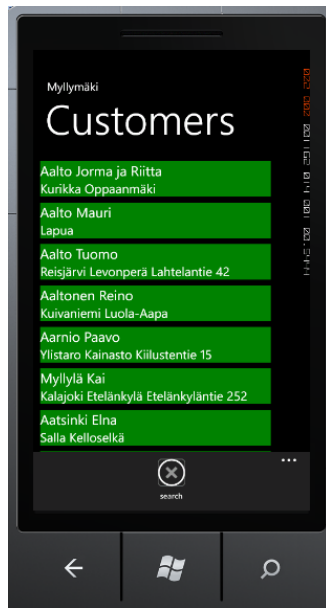 Myllymäki
Customers
Aalto Jorma ja Riitta
Kurikka Oppaanmäki
Aalto Mauri
Lapua
Aalto Tuomo
Reisjärvi Levonperä Lahtelantie 42
Aaltonen Reino
Kuivaniemi Luola-Aapa
Aarnio Paavo
Ylistaro Kainasto Kiilustentie 15
Myllylä Kai
Kalajoki Etelänkylä Etelänkyläntie 252
Aatsinki Elna
Salla Kelloselkä
search
...